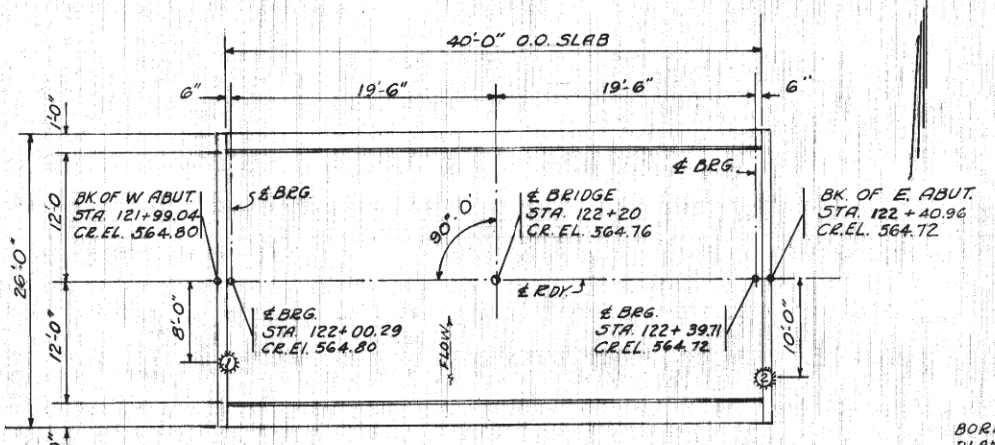 40'-0" O.O. SLAB
6"
19'-6"
19'-6"
6"
1'-0"
26'-0"
12'-0
12'-0"
8'-0"
10'-0"
BK. OF W ABUT.
STA. 121+99.04
CR.EL. 564.80
℄ BRG.
90°-0'
℄ BRIDGE
STA. 122+20
CR.EL. 564.76
℄ BRG.
BK. OF E. ABUT.
STA. 122+40.96
CR.EL. 564.72
℄ RDY.
℄ BRG.
STA. 122+00.29
CR.El. 564.80
FLOW
℄ BRG.
STA. 122+39.71
CR.EL. 564.72
1
2